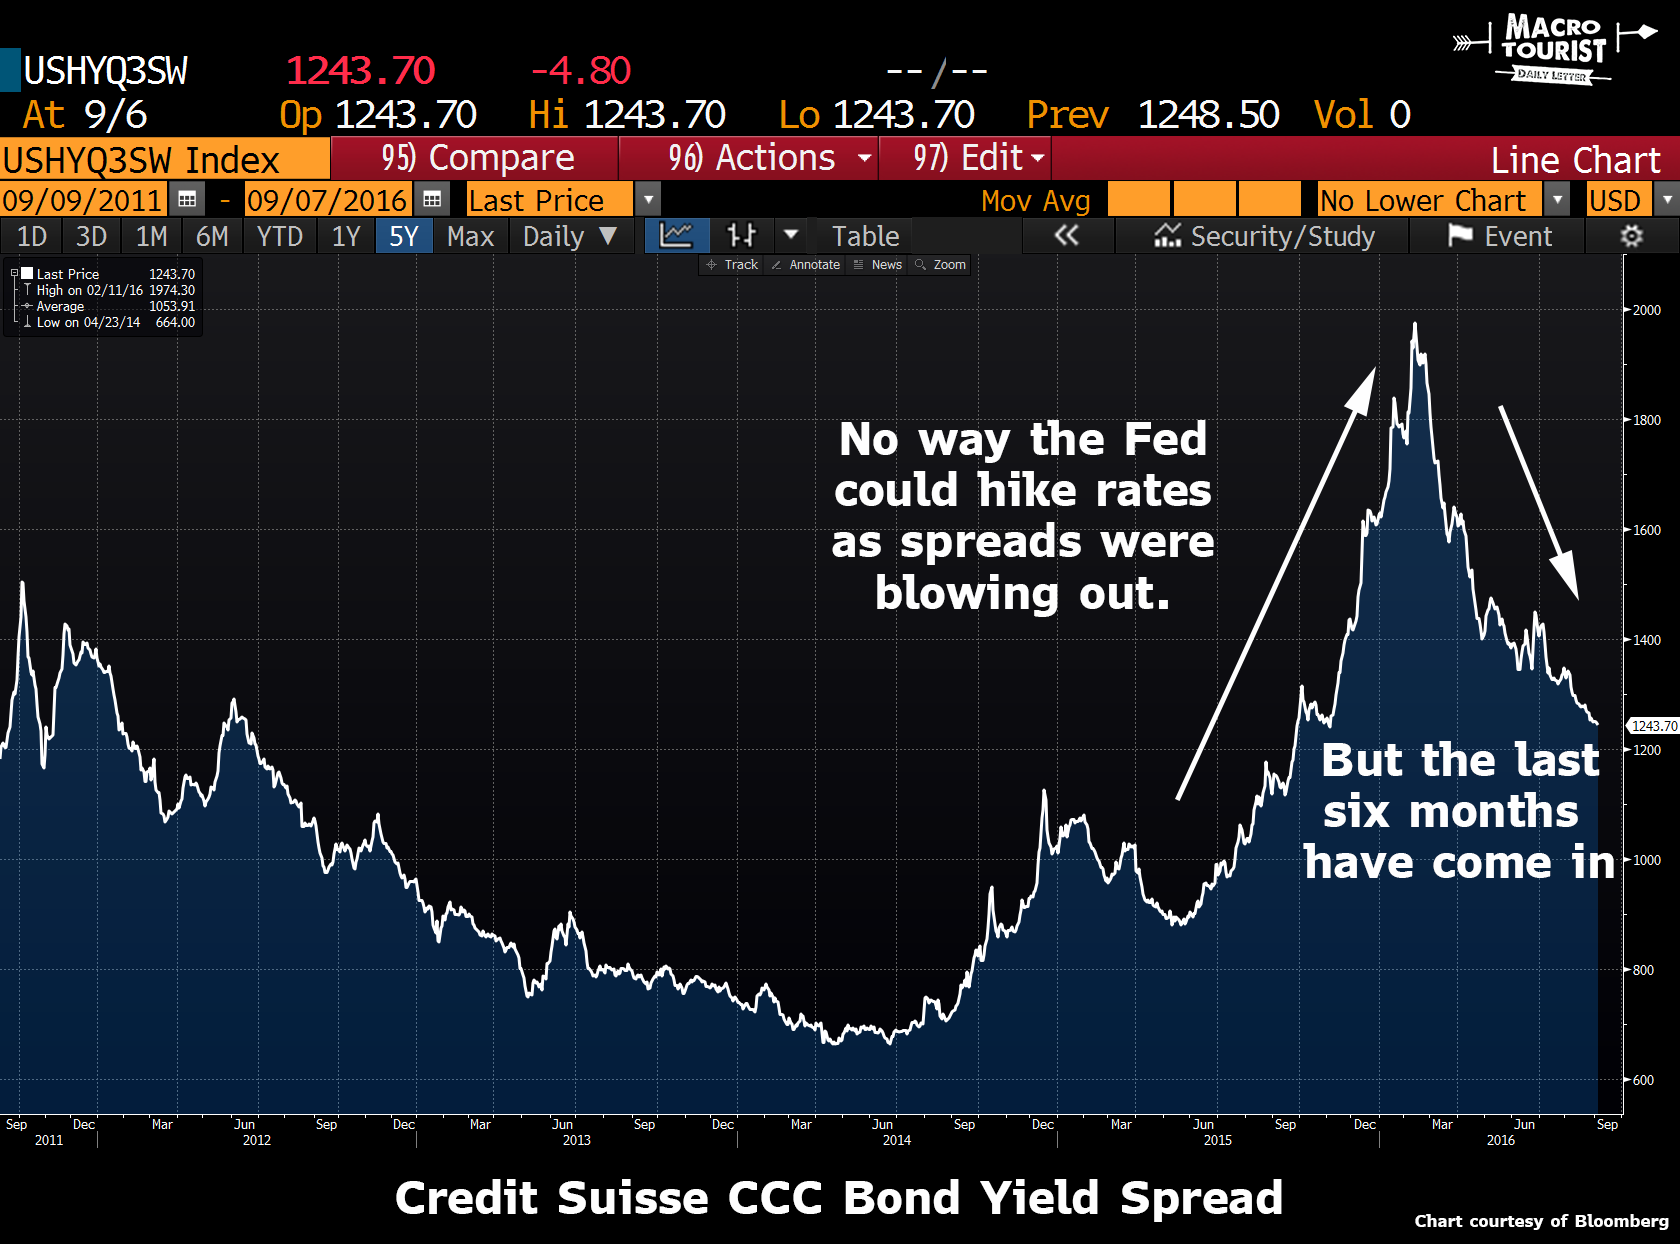 MACRO
TOURIST
DAILY LETTER
USHYQ3SW 1243.70 -4.80 --/--
At 9/6 Op 1243.70 Hi 1243.70 Lo 1243.70 Prev 1248.50 Vol 0
USHYQ3SW Index 95) Compare 96) Actions 97) Edit Line Chart
09/09/2011 - 09/07/2016 Last Price Mov Avg No Lower Chart USD
1D 3D 1M 6M YTD 1Y 5Y Max Daily ▼ Table « Security/Study Event
Track Annotate News Zoom
Last Price 1243.70
High on 02/11/16 1974.30
Average 1053.91
Low on 04/23/14 664.00
2000
1800
1600
1400
1243.70
1200
1000
800
600
No way the Fed
could hike rates
as spreads were
blowing out.
But the last
six months
have come in
Sep Dec Mar Jun Sep Dec Mar Jun Sep Dec Mar Jun Sep Dec Mar Jun Sep Dec Mar Jun Sep
2011 2012 2013 2014 2015 2016
Credit Suisse CCC Bond Yield Spread
Chart courtesy of Bloomberg